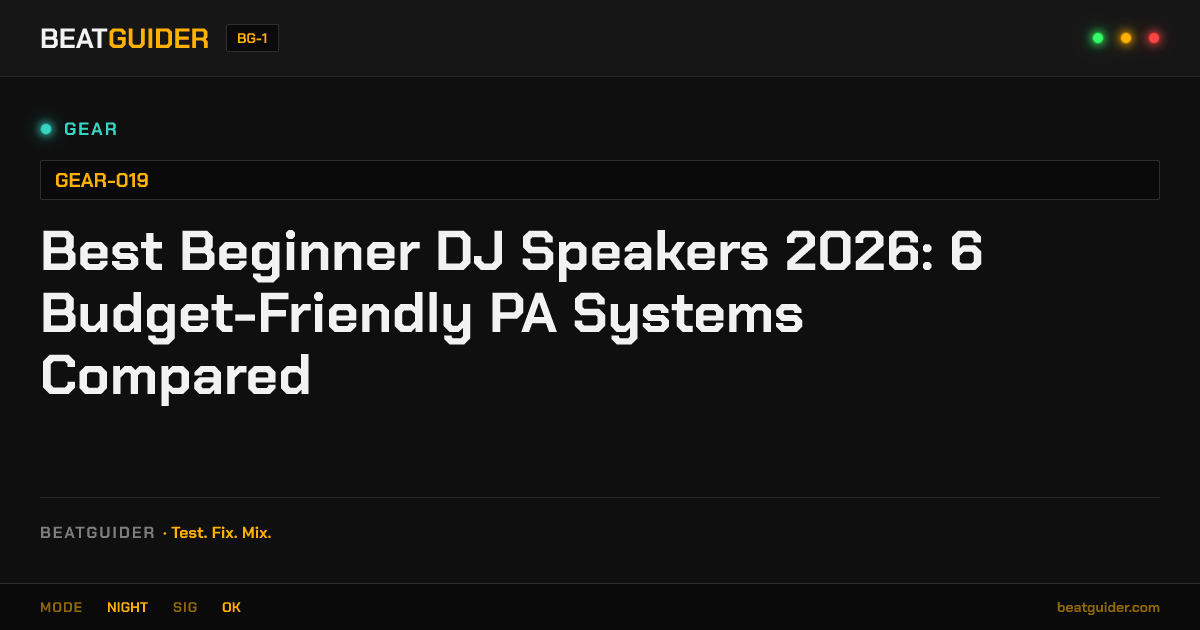 BEATGUIDER BG-1
GEAR
GEAR-019
Best Beginner DJ Speakers 2026: 6
Budget-Friendly PA Systems
Compared
BEATGUIDER · Test. Fix. Mix.
MODE NIGHT SIG OK beatguider.com